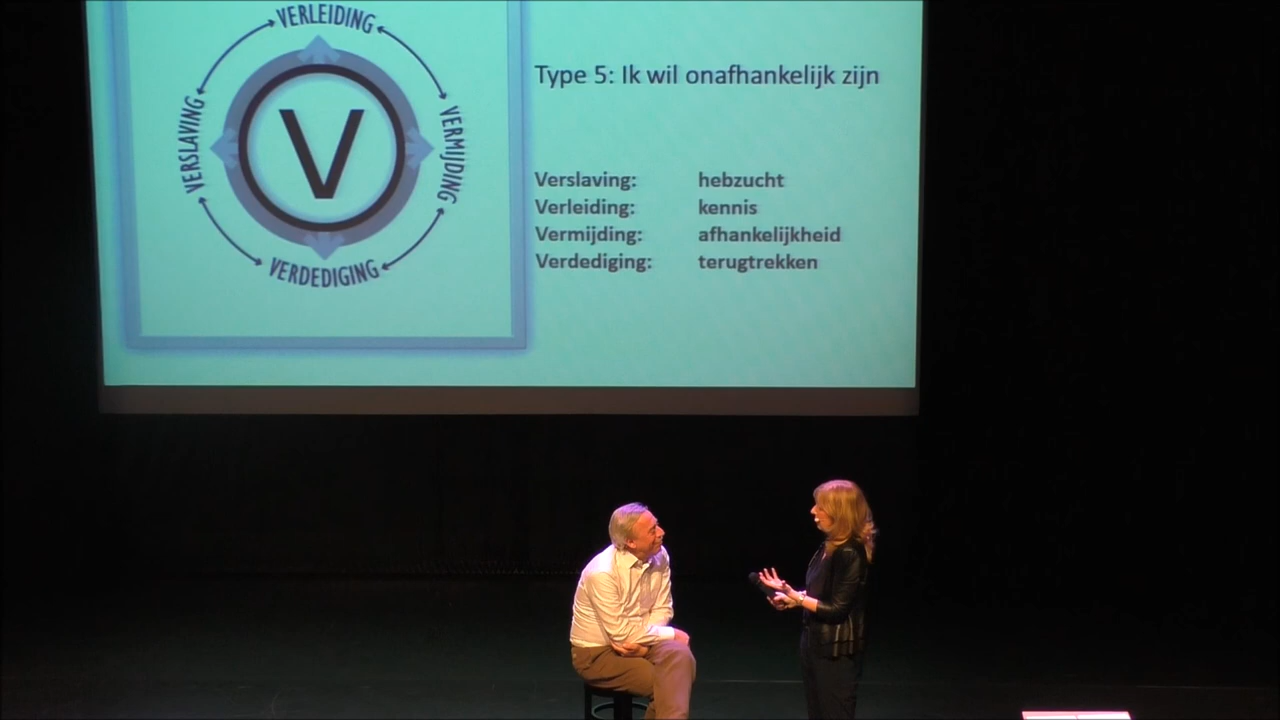 VERLEIDING
VERSLAVING
V
VERMIJDING
VERDEDIGING
Type 5: Ik wil onafhankelijk zijn
Verslaving: hebzucht
Verleiding: kennis
Vermijding: afhankelijkheid
Verdediging: terugtrekken